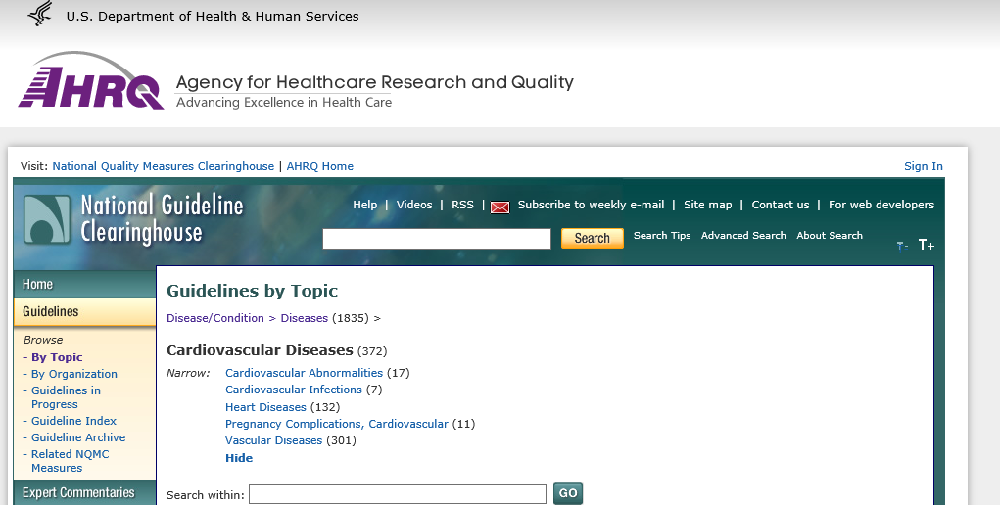 U.S. Department of Health & Human Services
AHRQ
Agency for Healthcare Research and Quality
Advancing Excellence in Health Care
Visit: National Quality Measures Clearinghouse | AHRQ Home
Sign In
National Guideline
Clearinghouse
Help | Videos | RSS | Subscribe to weekly e-mail | Site map | Contact us | For web developers
Search Search Tips Advanced Search About Search
T- T+
Home
Guidelines
Browse
- By Topic
- By Organization
- Guidelines in
Progress
- Guideline Index
- Guideline Archive
- Related NQMC
Measures
Expert Commentaries
Guidelines by Topic
Disease/Condition > Diseases (1835) >
Cardiovascular Diseases (372)
Narrow: Cardiovascular Abnormalities (17)
Cardiovascular Infections (7)
Heart Diseases (132)
Pregnancy Complications, Cardiovascular (11)
Vascular Diseases (301)
Hide
Search within: GO